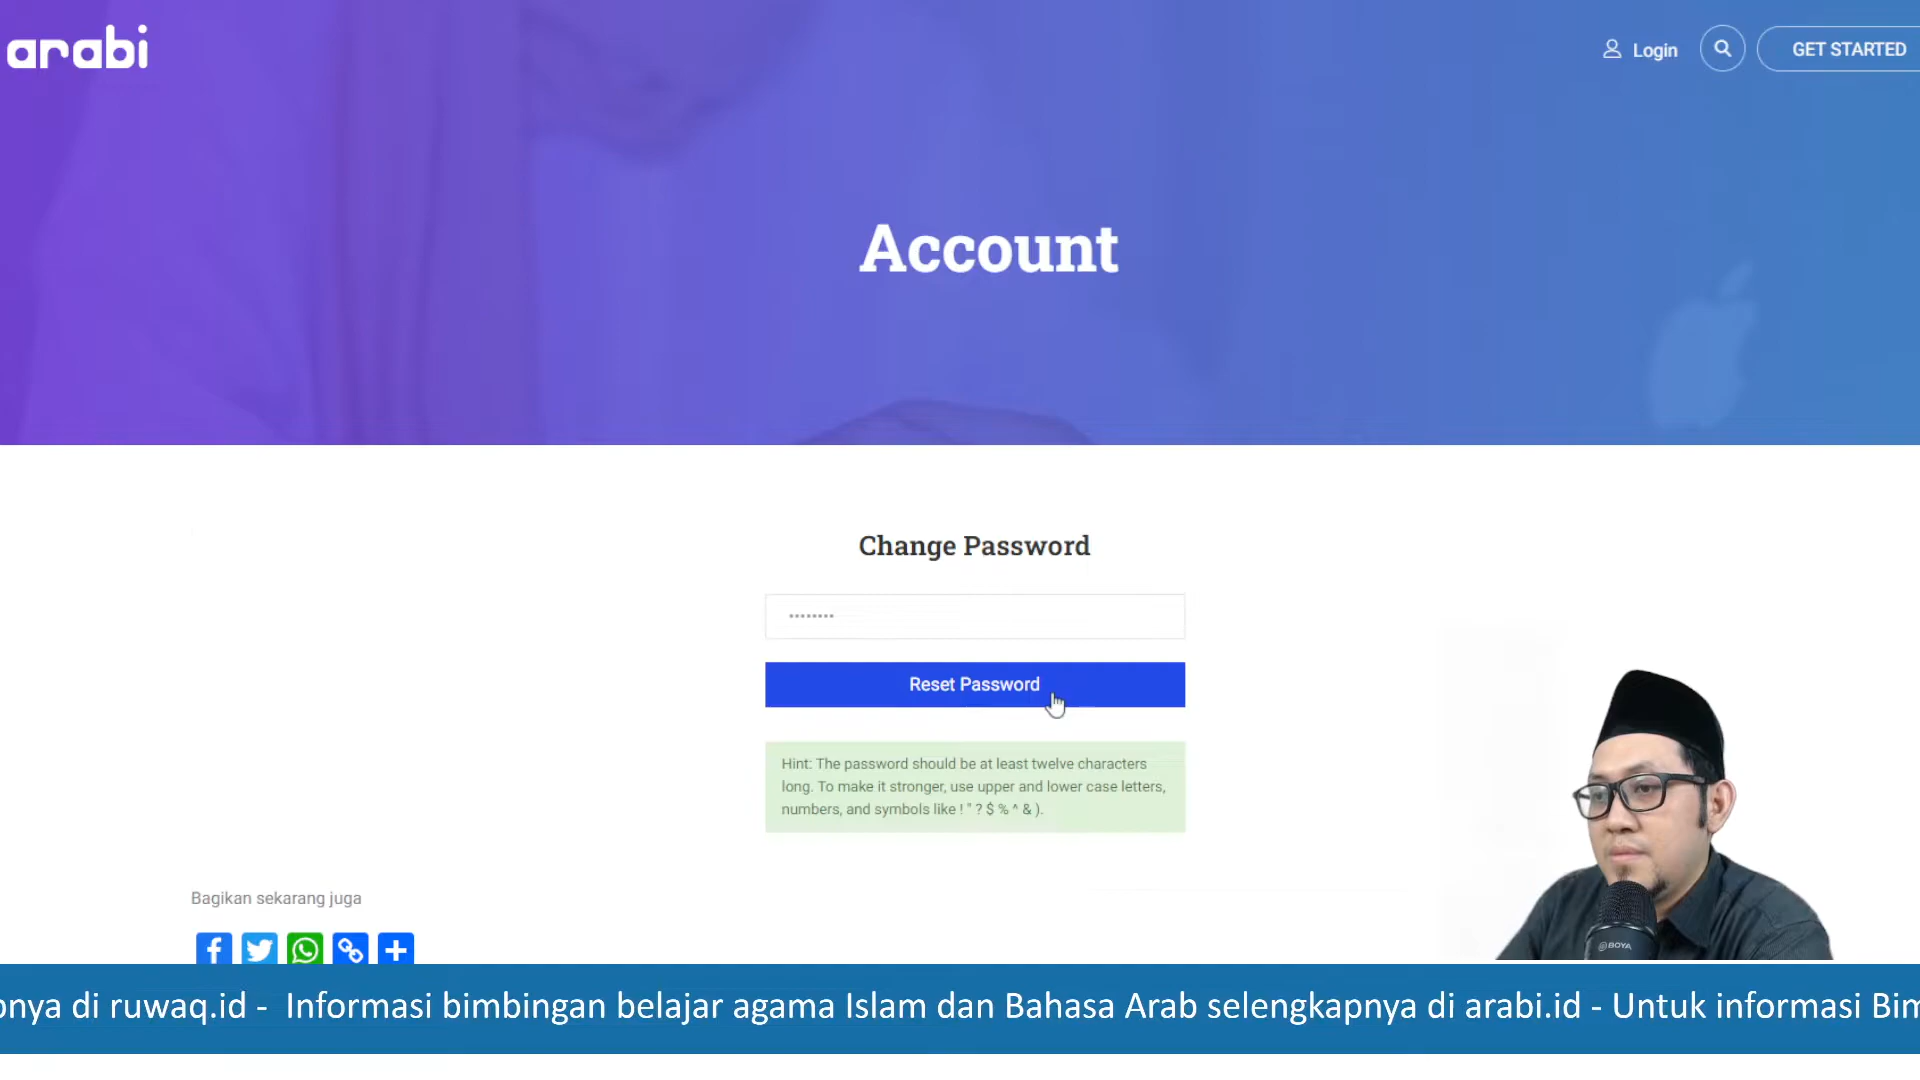 arabi
Login
GET STARTED
Account
Change Password
••••••••
Reset Password
Hint: The password should be at least twelve characters
long. To make it stronger, use upper and lower case letters,
numbers, and symbols like ! " ? $ % ^ & ).
Bagikan sekarang juga
BOYA
pnya di ruwaq.id - Informasi bimbingan belajar agama Islam dan Bahasa Arab selengkapnya di arabi.id - Untuk informasi Bim